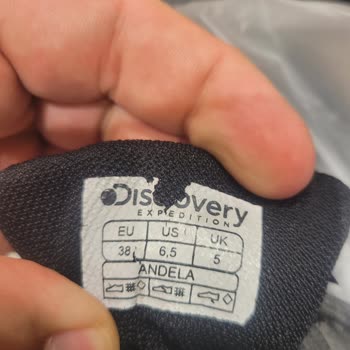 Discovery
EXPEDITION
EU US UK
38 6,5 5
ANDELA